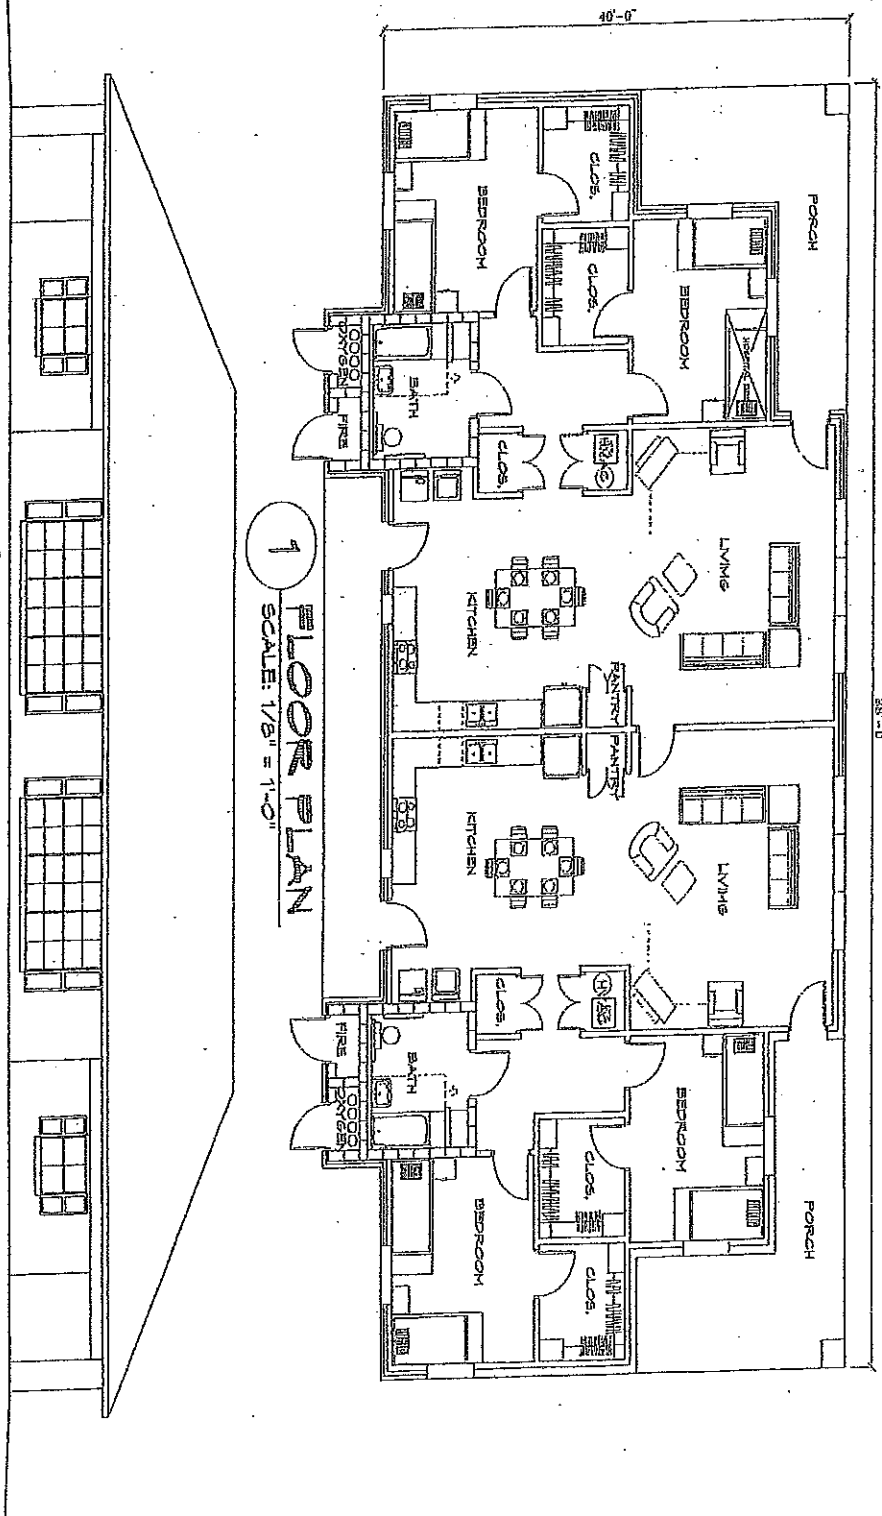 40'-0"
PORCH
PORCH
LIVING
LIVING
BEDROOM
BEDROOM
PANTRY
PANTRY
CLOS.
CLOS.
CLOS.
CLOS.
CLOS.
CLOS.
BEDROOM
KITCHEN
KITCHEN
BEDROOM
BATH
BATH
OXYGEN
FIRE
FIRE
OXYGEN
1
FLOOR PLAN
SCALE: 1/8" = 1'-0"